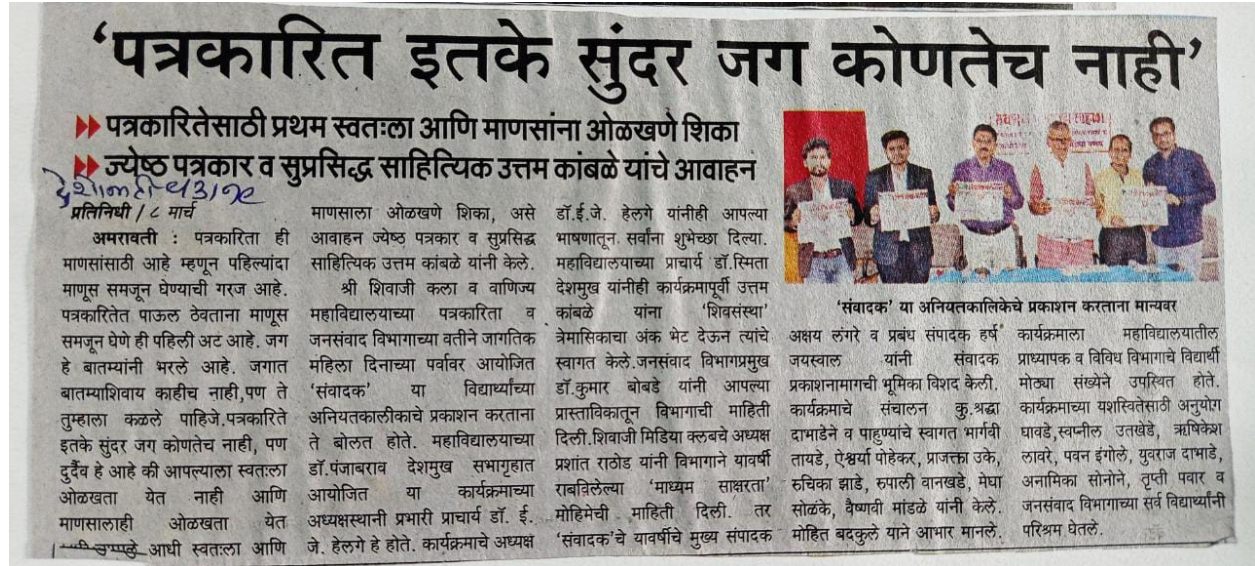 ‘पत्रकारित इतके सुंदर जग कोणतेच नाही’
पत्रकारितेसाठी प्रथम स्वतःला आणि माणसांना ओळखणे शिका
ज्येष्ठ पत्रकार व सुप्रसिद्ध साहित्यिक उत्तम कांबळे यांचे आवाहन
प्रतिनिधी / ८ मार्च
अमरावती : पत्रकारिता ही
माणसांसाठी आहे म्हणून पहिल्यांदा
माणूस समजून घेण्याची गरज आहे.
पत्रकारितेत पाऊल ठेवताना माणूस
समजून घेणे ही पहिली अट आहे. जग
हे बातम्यांनी भरले आहे. जगात
बातम्याशिवाय काहीच नाही,पण ते
तुम्हाला कळले पाहिजे.पत्रकारिते
इतके सुंदर जग कोणतेच नाही, पण
दुर्दैव हे आहे की आपल्याला स्वतःला
ओळखता येत नाही आणि
माणसालाही ओळखता येत
आधी स्वतःला आणि
माणसाला ओळखणे शिका, असे
आवाहन ज्येष्ठ पत्रकार व सुप्रसिद्ध
साहित्यिक उत्तम कांबळे यांनी केले.
श्री शिवाजी कला व वाणिज्य
महाविद्यालयाच्या पत्रकारिता व
जनसंवाद विभागाच्या वतीने जागतिक
महिला दिनाच्या पर्वावर आयोजित
‘संवादक’ या विद्यार्थ्यांच्या
अनियतकालीकाचे प्रकाशन करताना
ते बोलत होते. महाविद्यालयाच्या
डॉ.पंजाबराव देशमुख सभागृहात
आयोजित या कार्यक्रमाच्या
अध्यक्षस्थानी प्रभारी प्राचार्य डॉ. ई.
जे. हेलगे हे होते. कार्यक्रमाचे अध्यक्ष
डॉ.ई.जे. हेलगे यांनीही आपल्या
भाषणातून. सर्वांना शुभेच्छा दिल्या.
महाविद्यालयाच्या प्राचार्य डॉ.स्मिता
देशमुख यांनीही कार्यक्रमापूर्वी उत्तम
कांबळे यांना ‘शिवसंस्था’
त्रेमासिकाचा अंक भेट देऊन त्यांचे
स्वागत केले.जनसंवाद विभागप्रमुख
डॉ.कुमार बोबडे यांनी आपल्या
प्रास्ताविकातून विभागाची माहिती
दिली.शिवाजी मिडिया क्लबचे अध्यक्ष
प्रशांत राठोड यांनी विभागाने यावर्षी
राबविलेल्या ‘माध्यम साक्षरता’
मोहिमेची माहिती दिली. तर
‘संवादक’चे यावर्षीचे मुख्य संपादक
‘संवादक’ या अनियतकालिकेचे प्रकाशन करताना मान्यवर
अक्षय लंगरे व प्रबंध संपादक हर्ष
जयस्वाल यांनी संवादक
प्रकाशनामागची भूमिका विशद केली.
कार्यक्रमाचे संचालन कु.श्रद्धा
दाभाडेने व पाहुण्यांचे स्वागत भार्गवी
तायडे, ऐश्वर्या पोहेकर, प्राजक्ता उके,
रुचिका झाडे, रुपाली वानखडे, मेघा
सोळंके, वैष्णवी मांडळे यांनी केले.
मोहित बदकुले याने आभार मानले.
कार्यक्रमाला महाविद्यालयातील
प्राध्यापक व विविध विभागाचे विद्यार्थी
मोठ्या संख्येने उपस्थित होते.
कार्यक्रमाच्या यशस्वितेसाठी अनुयोग
घावडे,स्वप्नील उतखेडे, ऋषिकेश
लावरे, पवन इंगोले, युवराज दाभाडे,
अनामिका सोनोने, तृप्ती पवार व
जनसंवाद विभागाच्या सर्व विद्यार्थ्यांनी
परिश्रम घेतले.